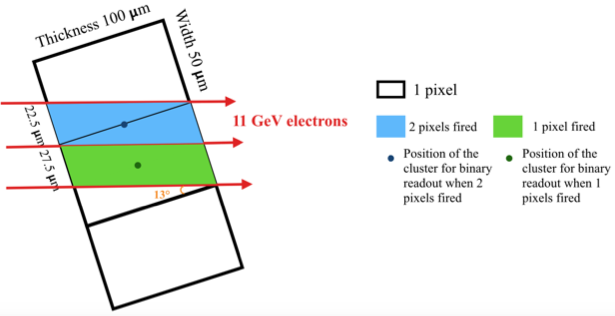 Thickness 100 μm
Width 50 μm
22.5 μm 27.5 μm
11 GeV electrons
13°
1 pixel
2 pixels fired
1 pixel fired
Position of the
cluster for binary
readout when 2
pixels fired
Position of the
cluster for binary
readout when 1
pixels fired